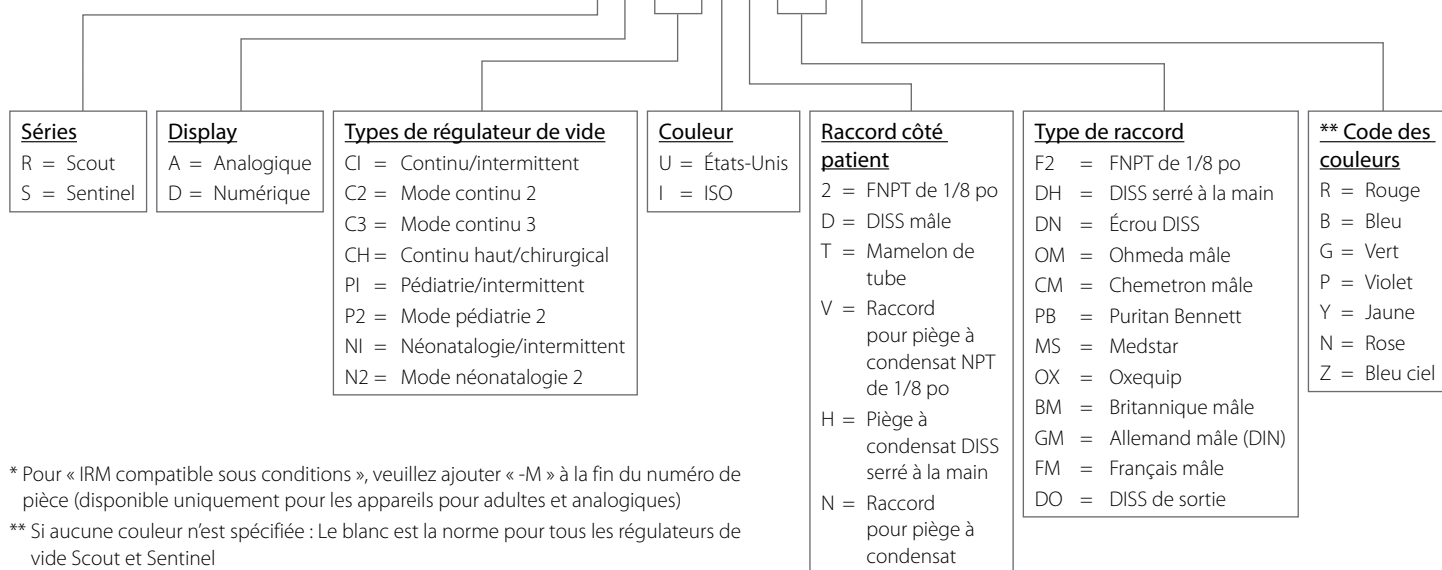 Séries
R = Scout
S = Sentinel
Display
A = Analogique
D = Numérique
Types de régulateur de vide
CI = Continu/intermittent
C2 = Mode continu 2
C3 = Mode continu 3
CH = Continu haut/chirurgical
PI = Pédiatrie/intermittent
P2 = Mode pédiatrie 2
NI = Néonatalogie/intermittent
N2 = Mode néonatalogie 2
Couleur
U = États-Unis
I = ISO
Raccord côté
patient
2 = FNPT de 1/8 po
D = DISS mâle
T = Mamelon de
tube
V = Raccord
pour piège à
condensat NPT
de 1/8 po
H = Piège à
condensat DISS
serré à la main
N = Raccord
pour piège à
condensat
Type de raccord
F2 = FNPT de 1/8 po
DH = DISS serré à la main
DN = Écrou DISS
OM = Ohmeda mâle
CM = Chemetron mâle
PB = Puritan Bennett
MS = Medstar
OX = Oxequip
BM = Britannique mâle
GM = Allemand mâle (DIN)
FM = Français mâle
DO = DISS de sortie
** Code des
couleurs
R = Rouge
B = Bleu
G = Vert
P = Violet
Y = Jaune
N = Rose
Z = Bleu ciel
* Pour « IRM compatible sous conditions », veuillez ajouter « -M » à la fin du numéro de
pièce (disponible uniquement pour les appareils pour adultes et analogiques)
** Si aucune couleur n'est spécifiée : Le blanc est la norme pour tous les régulateurs de
vide Scout et Sentinel